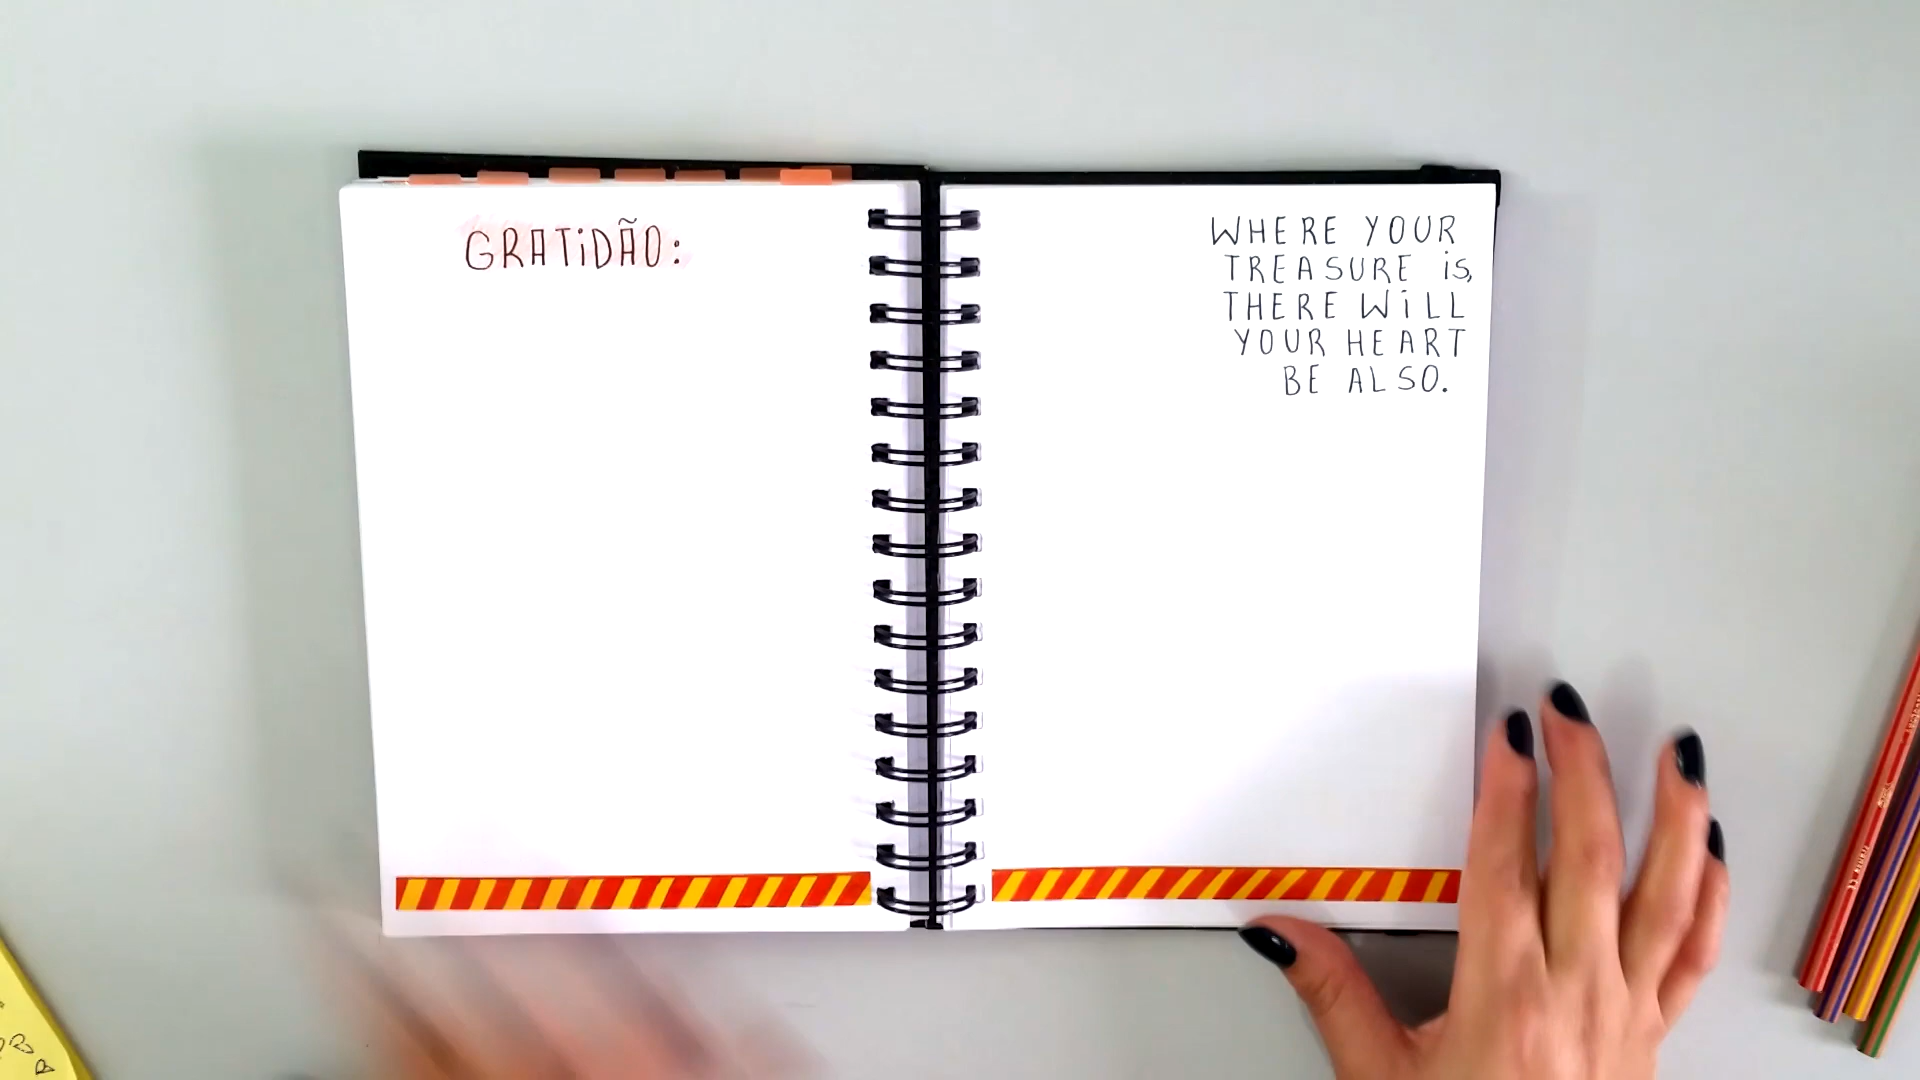 GRATiDÃO:
WHERE YOUR
TREASURE is,
THERE WiLL
YOUR HEART
BE ALSO.